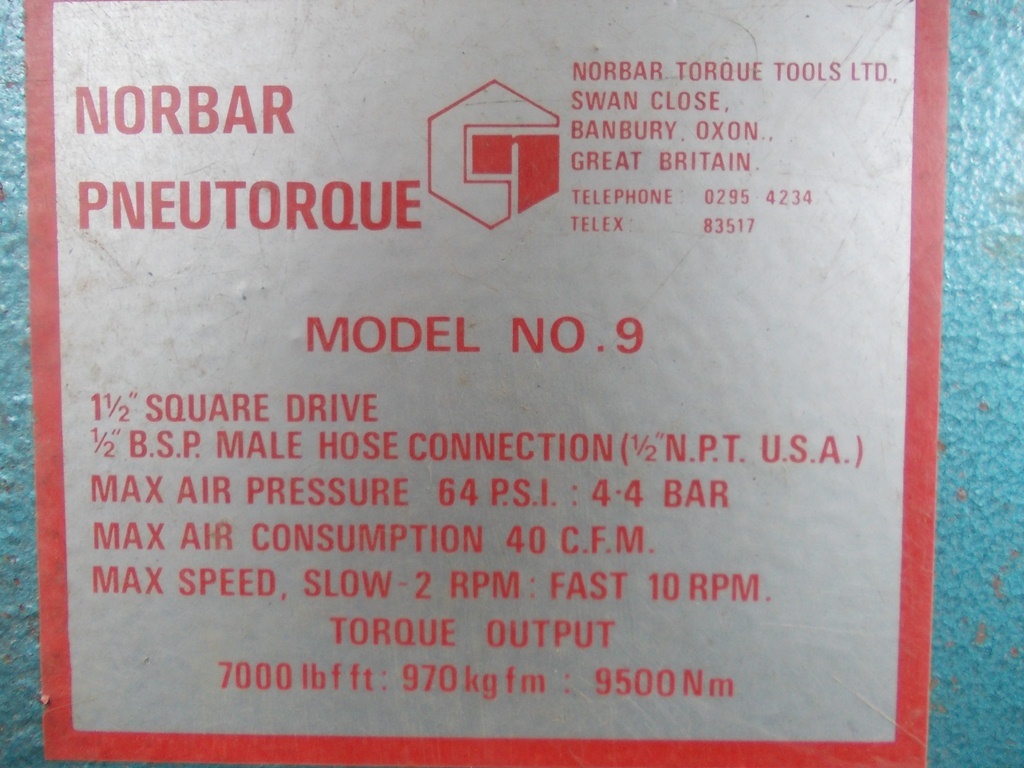 NORBAR
PNEUTORQUE
NORBAR TORQUE TOOLS LTD.,
SWAN CLOSE,
BANBURY, OXON.,
GREAT BRITAIN.
TELEPHONE: 0295 4234
TELEX: 83517
MODEL NO.9
1½" SQUARE DRIVE
½" B.S.P. MALE HOSE CONNECTION (½" N.P.T. U.S.A.)
MAX AIR PRESSURE 64 P.S.I. : 4·4 BAR
MAX AIR CONSUMPTION 40 C.F.M.
MAX SPEED, SLOW - 2 RPM : FAST 10 RPM.
TORQUE OUTPUT
7000 lbf ft : 970 kgf m : 9500 Nm